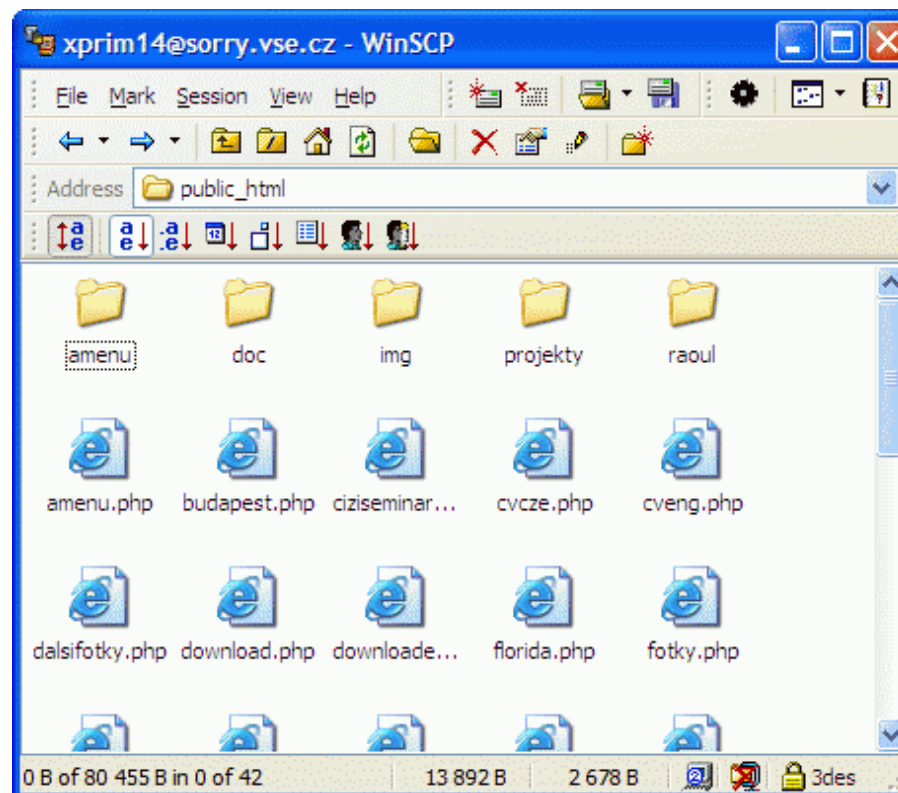 xprim14@sorry.vse.cz - WinSCP
File Mark Session View Help
Address public_html
amenu doc img projekty raoul
amenu.php budapest.php ciziseminar... cvcze.php cveng.php
dalsifotky.php download.php downloade... florida.php fotky.php
0 B of 80 455 B in 0 of 42 13 892 B 2 678 B 3des